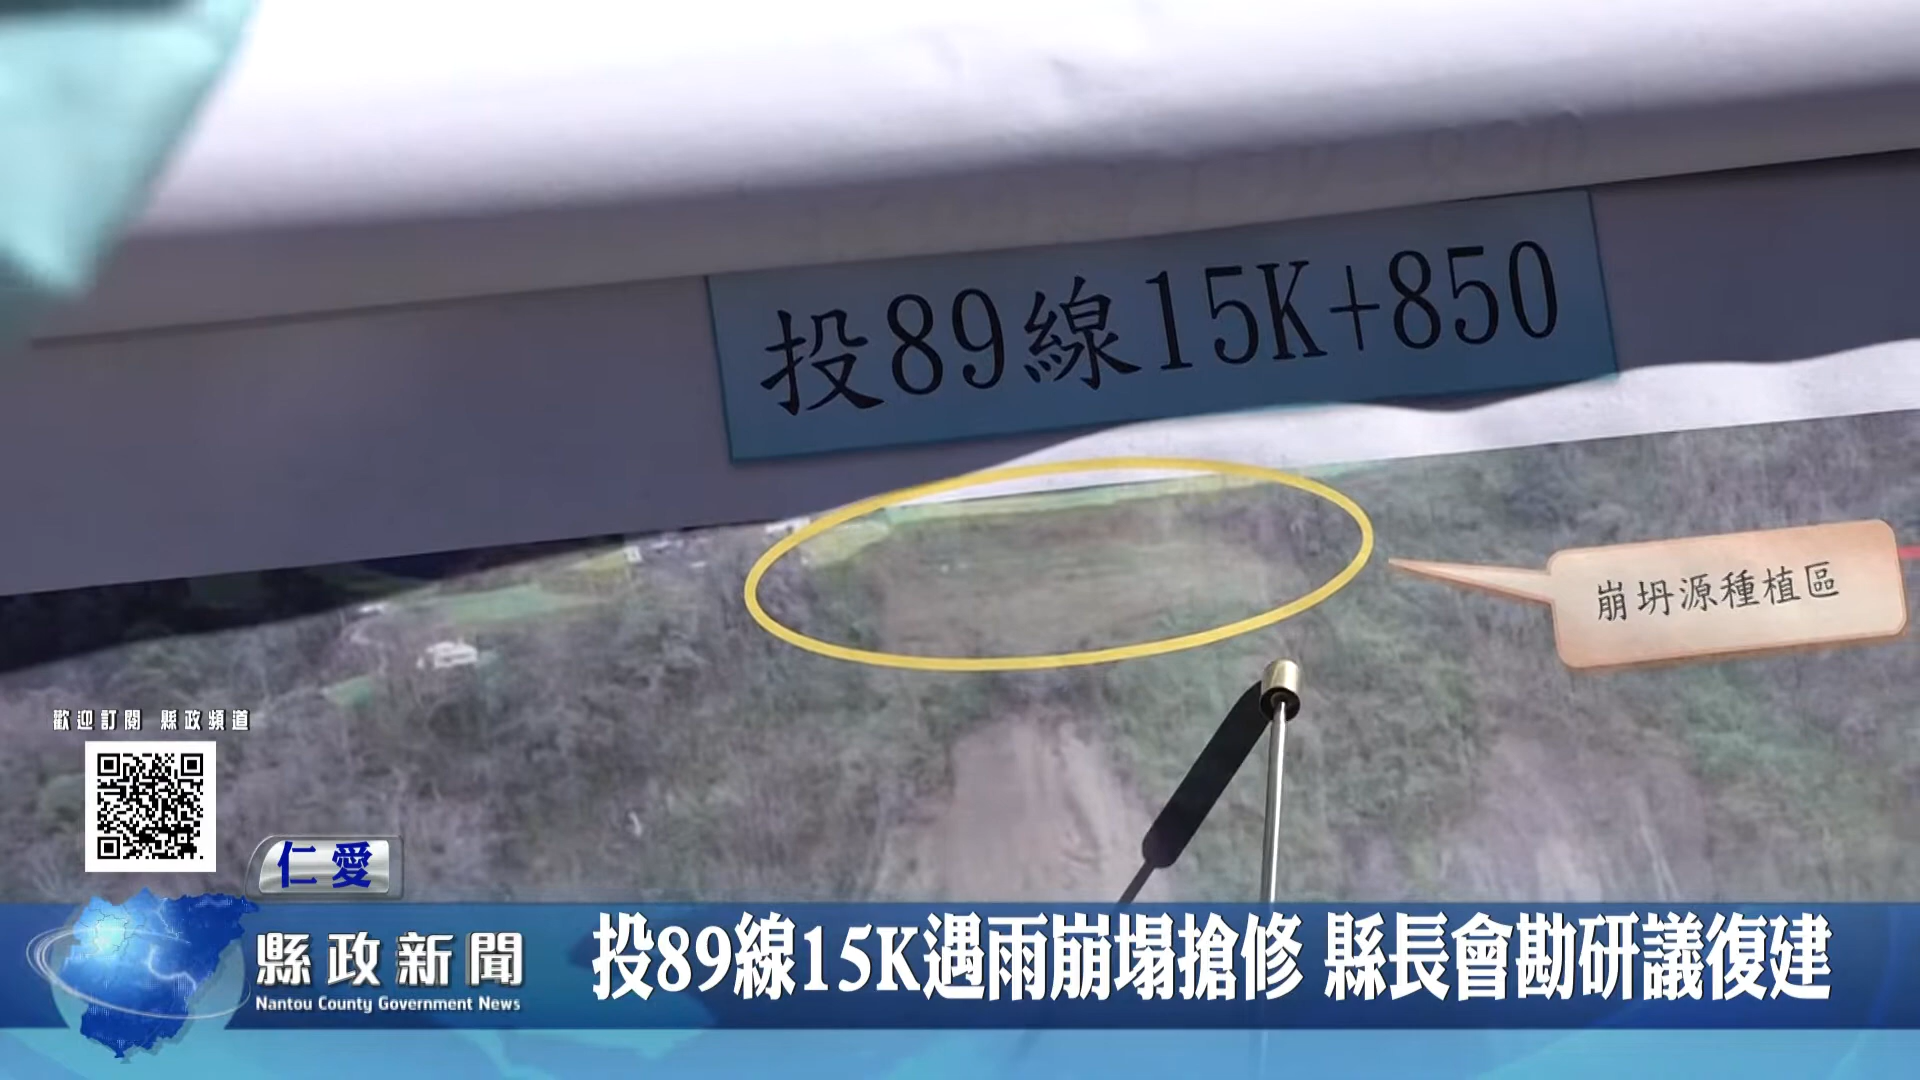 投89線15K+850
崩坍源種植區
歡迎訂閱 縣政頻道
仁愛
縣政新聞
Nantou County Government News
投89線15K遇雨崩塌搶修 縣長會勘研議復建